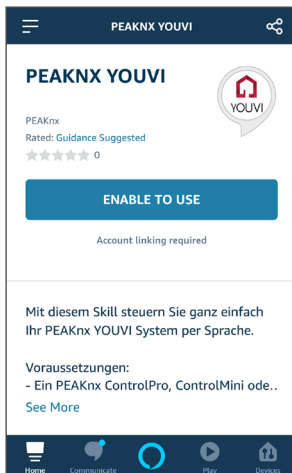 PEAKNX YOUVI
PEAKNX YOUVI
YOUVI
PEAKnx
Rated: Guidance Suggested
0
ENABLE TO USE
Account linking required
Mit diesem Skill steuern Sie ganz einfach
Ihr PEAKnx YOUVI System per Sprache.
Voraussetzungen:
- Ein PEAKnx ControlPro, ControlMini ode..
See More
Home Communicate Play Devices